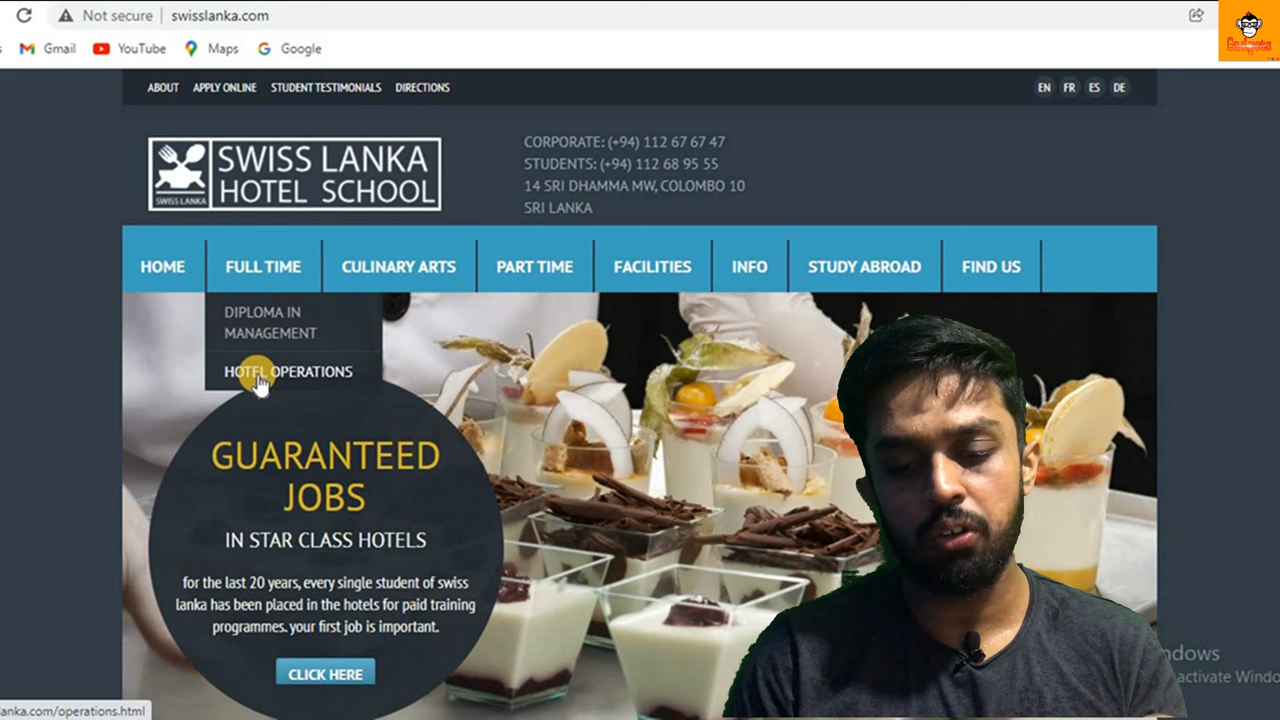 Not secure
swisslanka.com
Gmail
YouTube
Maps
Google
Gadgets
ABOUT
APPLY ONLINE
STUDENT TESTIMONIALS
DIRECTIONS
EN
FR
ES
DE
SWISS LANKA
HOTEL SCHOOL
SWISS LANKA
CORPORATE: (+94) 112 67 67 47
STUDENTS: (+94) 112 68 95 55
14 SRI DHAMMA MW, COLOMBO 10
SRI LANKA
HOME
FULL TIME
CULINARY ARTS
PART TIME
FACILITIES
INFO
STUDY ABROAD
FIND US
DIPLOMA IN
MANAGEMENT
HOTEL OPERATIONS
GUARANTEED
JOBS
IN STAR CLASS HOTELS
for the last 20 years, every single student of swiss
lanka has been placed in the hotels for paid training
programmes. your first job is important.
CLICK HERE
ndows
activate Windo
lanka.com/operations.html